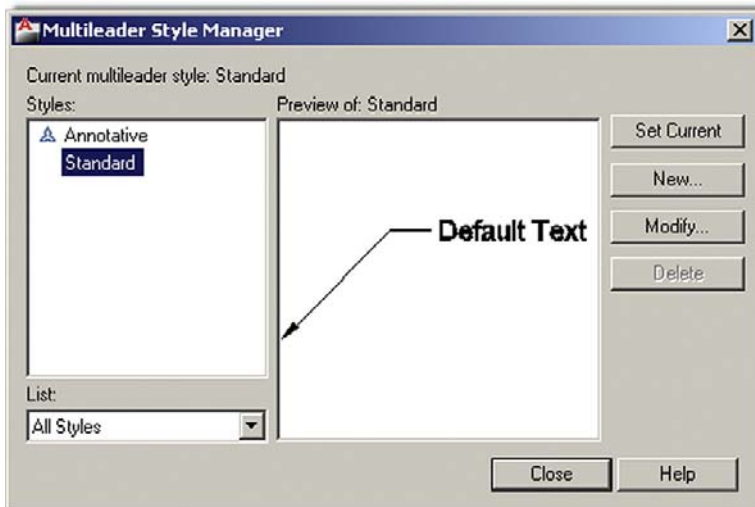 Multileader Style Manager
Current multileader style: Standard
Styles:
Annotative
Standard
Preview of: Standard
Default Text
Set Current
New...
Modify...
Delete
List:
All Styles
Close
Help